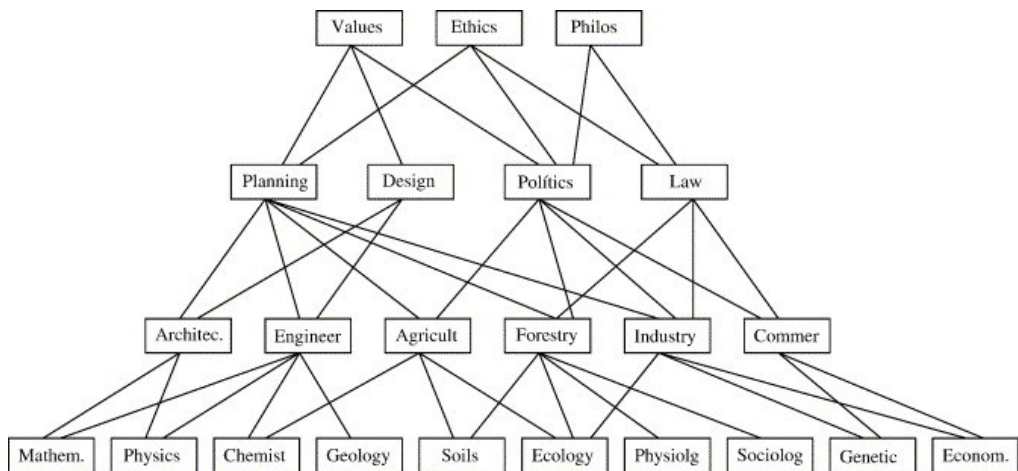 Values Ethics Philos
Planning Design Polítics Law
Architec. Engineer Agricult Forestry Industry Commer
Mathem. Physics Chemist Geology Soils Ecology Physiolg Sociolog Genetic Econom.